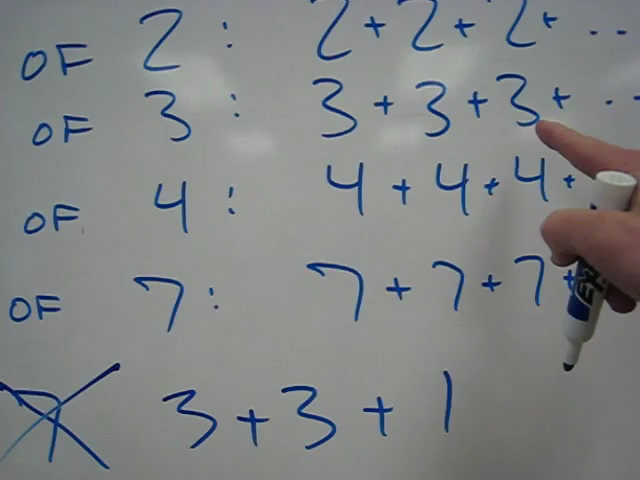 OF 2 : 2 + 2 + 2 + ..
OF 3 : 3 + 3 + 3 + ..
OF 4 : 4 + 4 + 4 +
OF 7 : 7 + 7 + 7 +
7 3 + 3 + 1